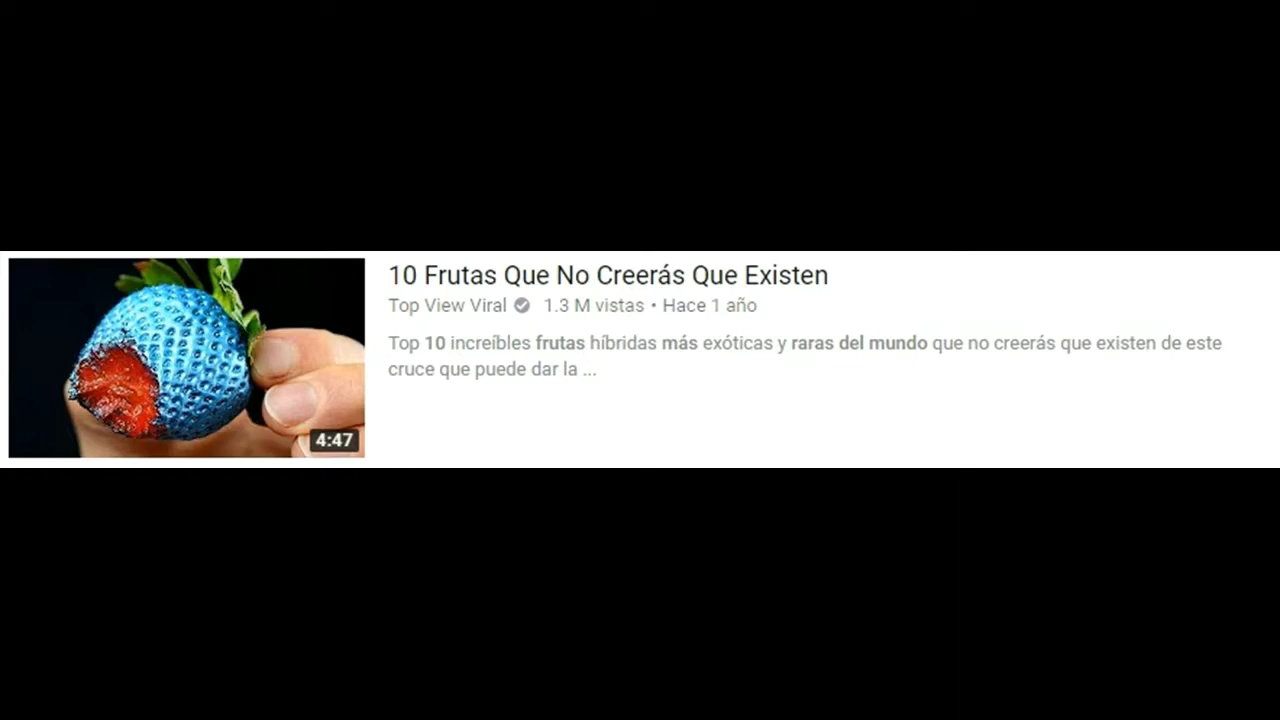 10 Frutas Que No Creerás Que Existen
Top View Viral 1.3 M vistas • Hace 1 año
Top 10 increíbles frutas híbridas más exóticas y raras del mundo que no creerás que existen de este
cruce que puede dar la ...
4:47